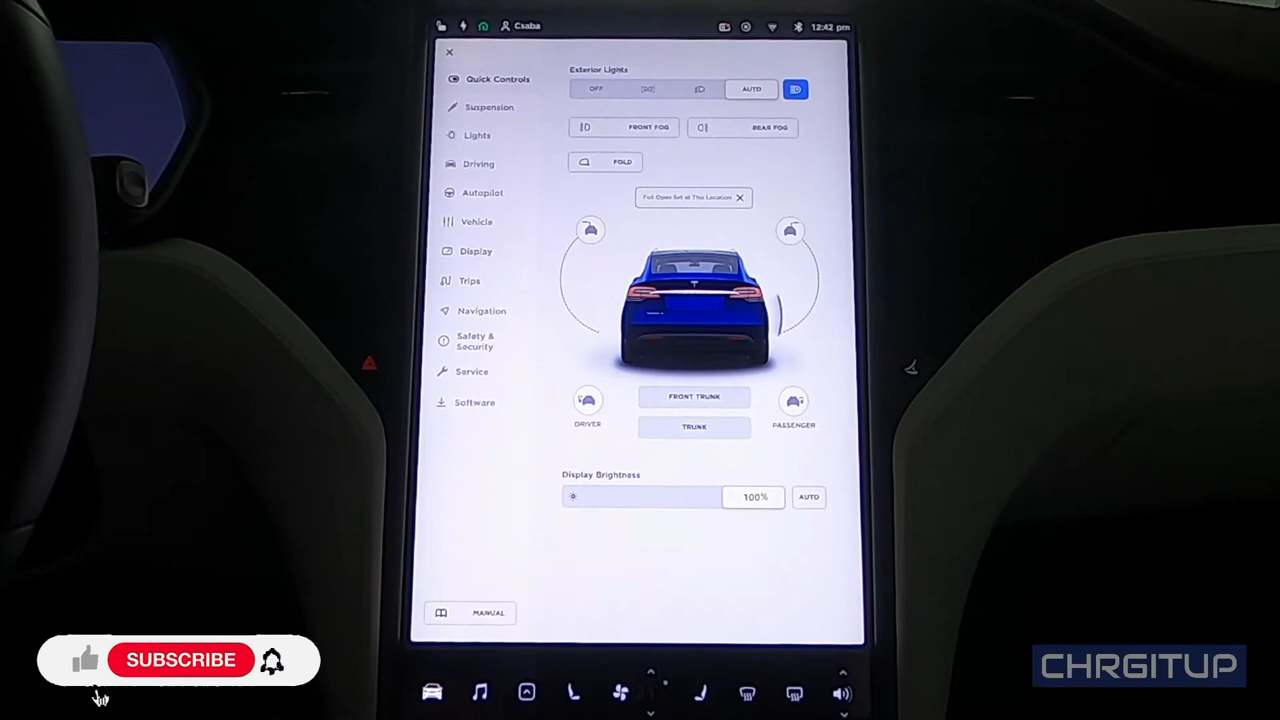 Csaba
12:42 pm
Quick Controls
Suspension
Lights
Driving
Autopilot
Vehicle
Display
Trips
Navigation
Safety &
Security
Service
Software
MANUAL
Exterior Lights
OFF
AUTO
FRONT FOG
REAR FOG
FOLD
Full Open Set at This Location
DRIVER
FRONT TRUNK
TRUNK
PASSENGER
Display Brightness
100%
AUTO
SUBSCRIBE
CHRGITUP